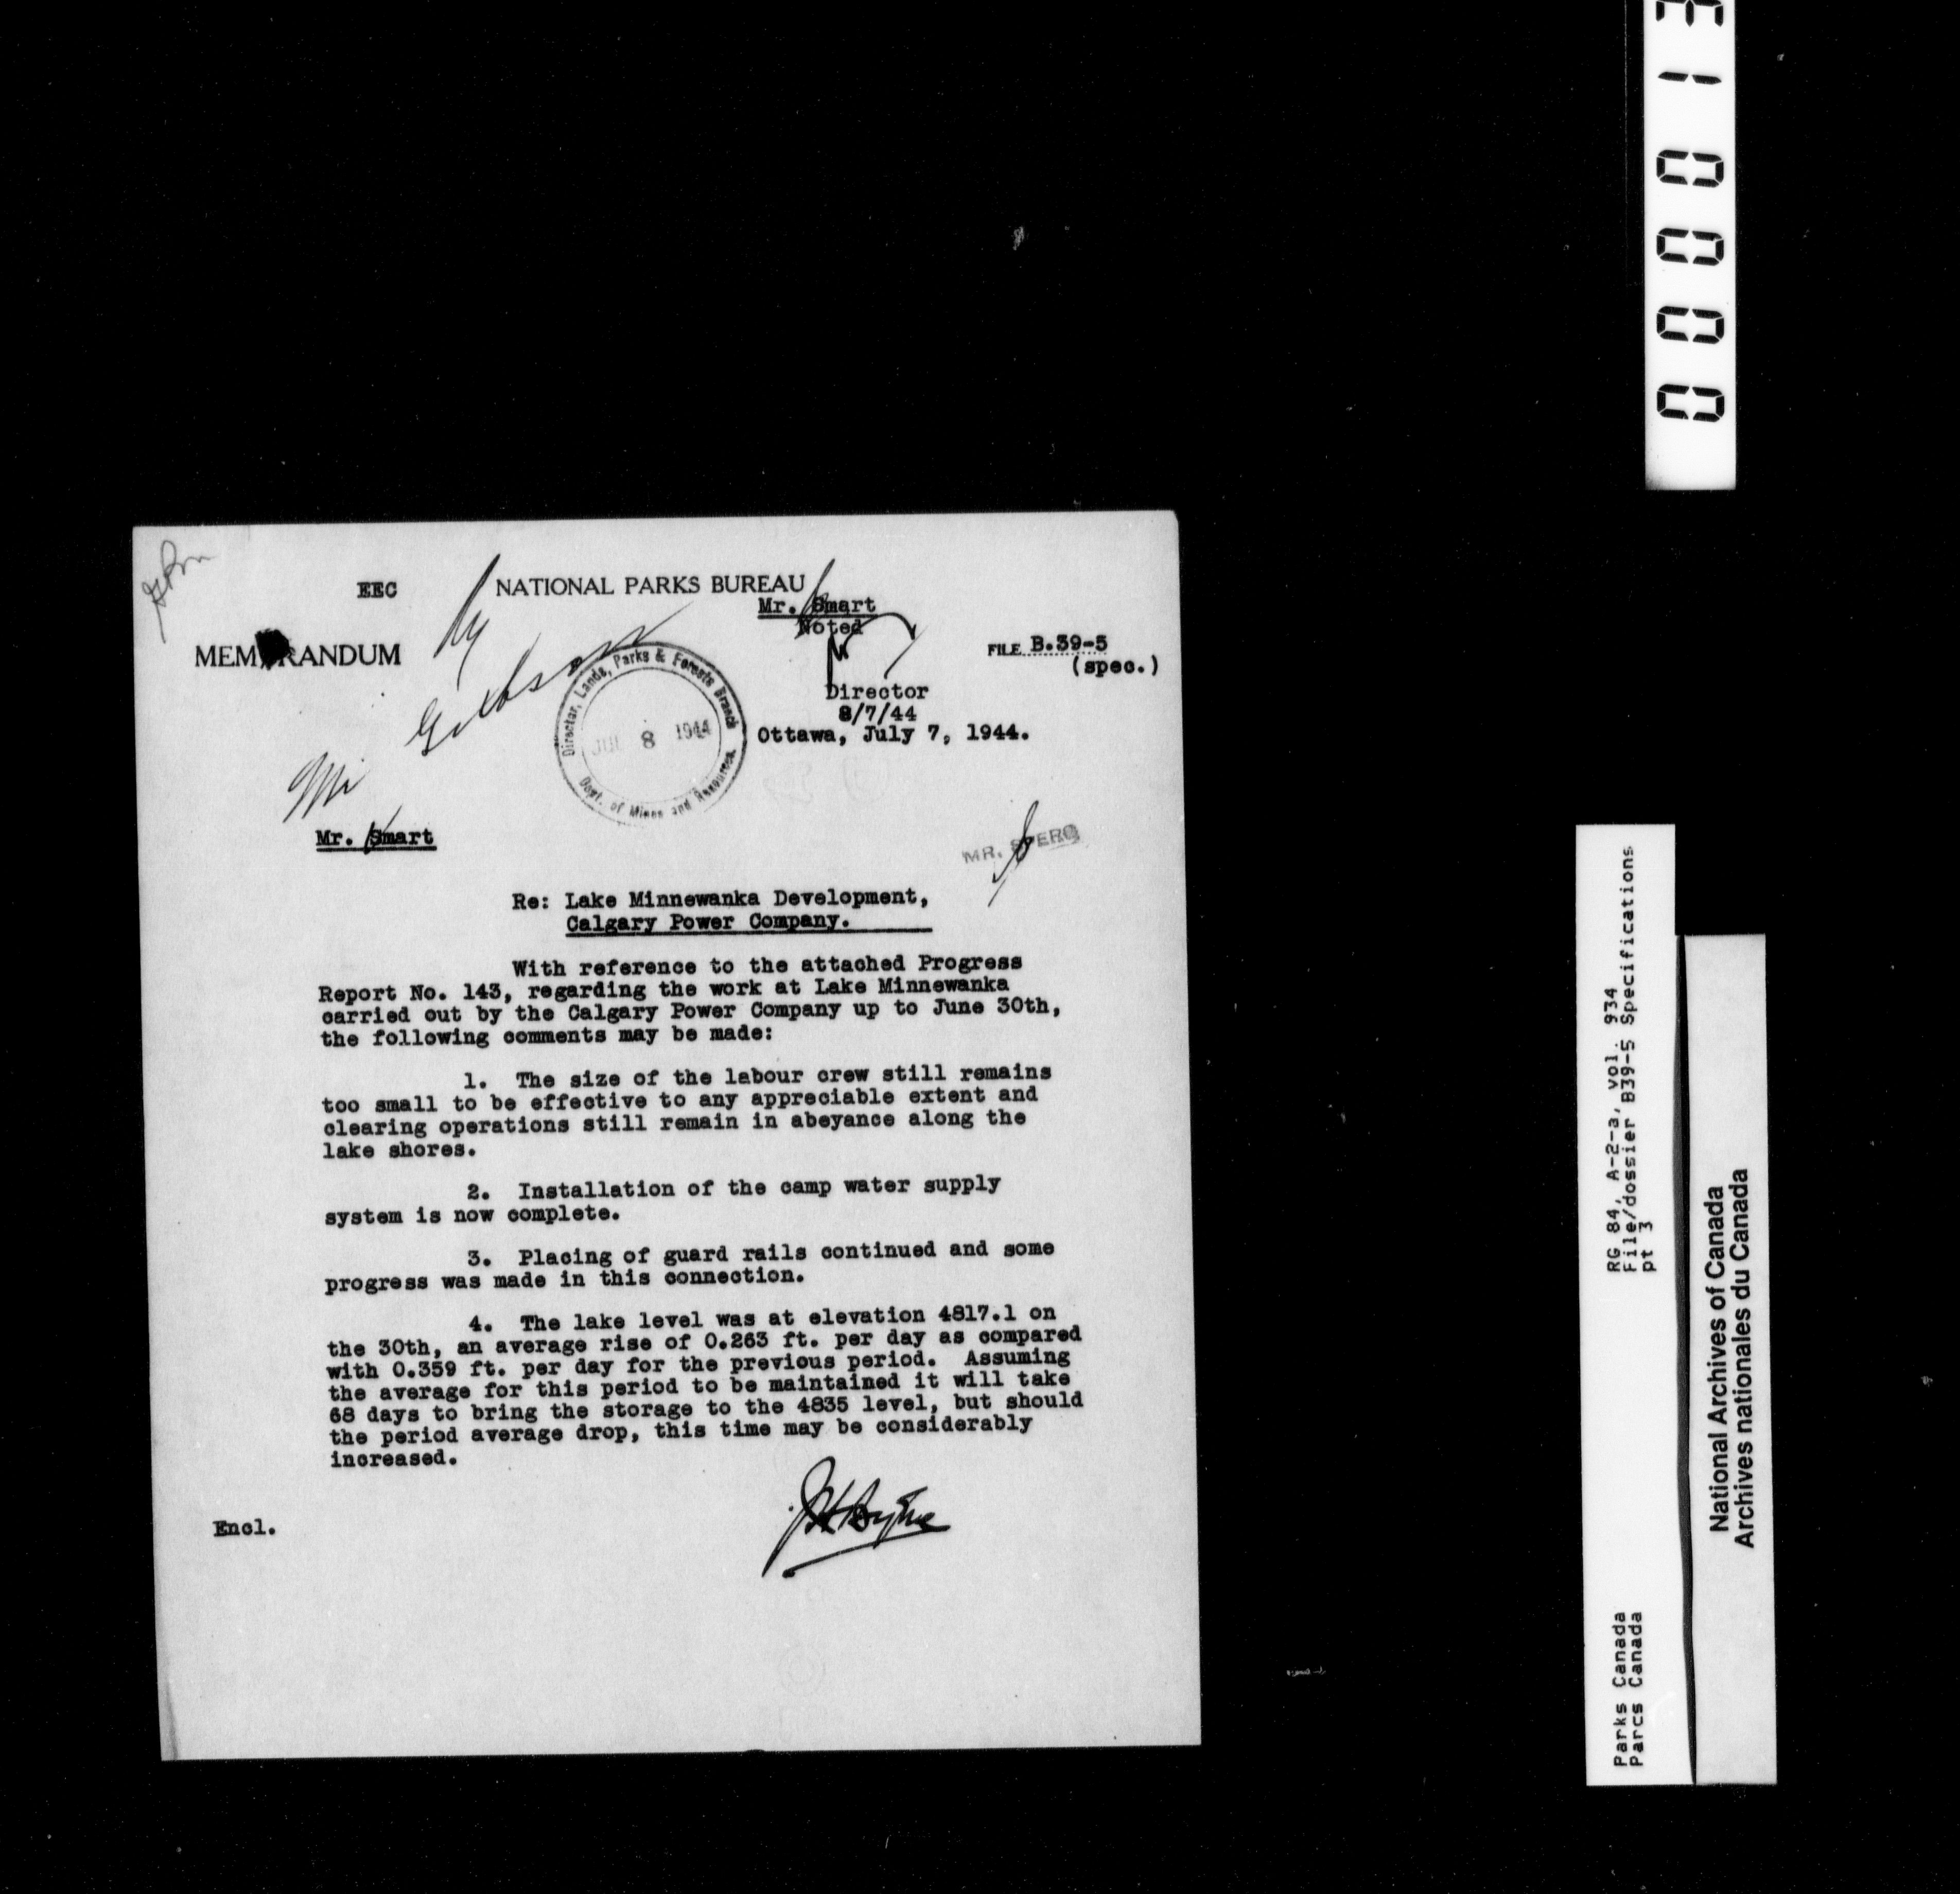 EEC
NATIONAL PARKS BUREAU
Mr. Smart
Noted
MEMORANDUM
FILE B.39-5
(spec.)
Director
8/7/44
Ottawa, July 7, 1944.
Director, Lands, Parks & Forests Branch
JUL 8 1944
Dept. of Mines and Resources.
Mr Gibson
Mr. Smart
MR. SPERO
Re: Lake Minnewanka Development,
Calgary Power Company.
With reference to the attached Progress
Report No. 143, regarding the work at Lake Minnewanka
carried out by the Calgary Power Company up to June 30th,
the following comments may be made:
1. The size of the labour crew still remains
too small to be effective to any appreciable extent and
clearing operations still remain in abeyance along the
lake shores.
2. Installation of the camp water supply
system is now complete.
3. Placing of guard rails continued and some
progress was made in this connection.
4. The lake level was at elevation 4817.1 on
the 30th, an average rise of 0.263 ft. per day as compared
with 0.359 ft. per day for the previous period. Assuming
the average for this period to be maintained it will take
68 days to bring the storage to the 4835 level, but should
the period average drop, this time may be considerably
increased.
Encl.
000013
RG 84, A-2-a, vol. 934
File/dossier B39-5 Specifications
pt 3
Parks Canada
Parcs Canada
National Archives of Canada
Archives nationales du Canada